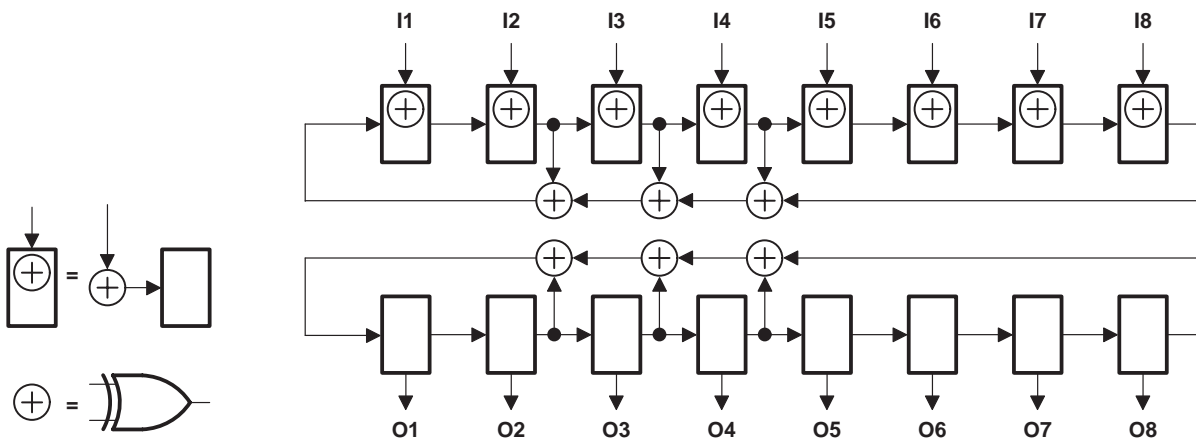 I1 I2 I3 I4 I5 I6 I7 I8
=
=
O1 O2 O3 O4 O5 O6 O7 O8